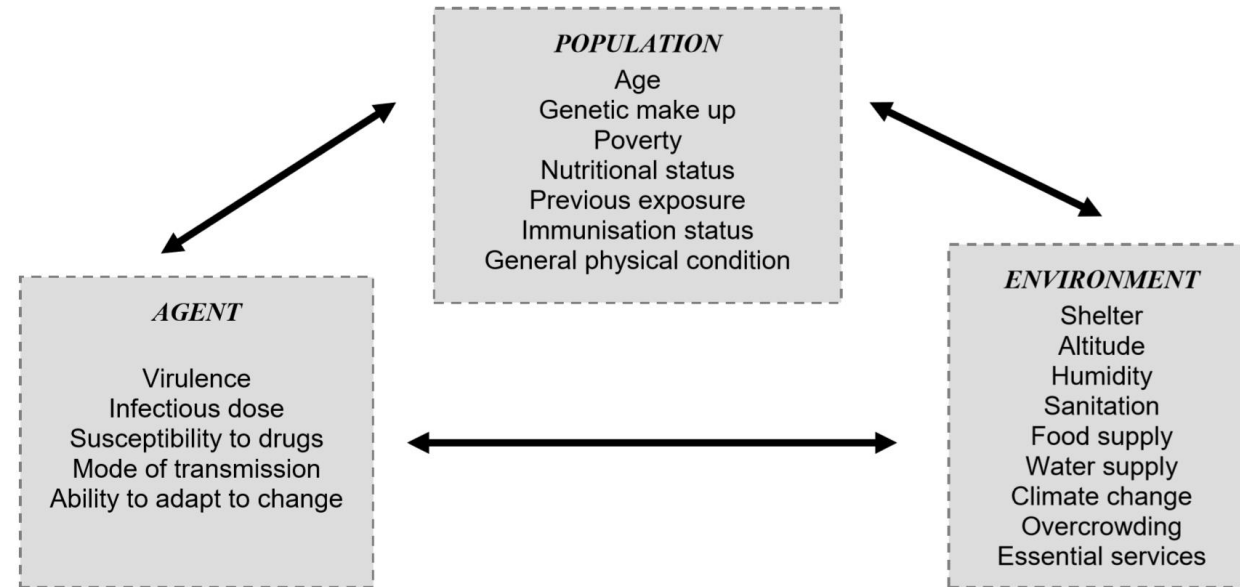 POPULATION
Age
Genetic make up
Poverty
Nutritional status
Previous exposure
Immunisation status
General physical condition
AGENT
Virulence
Infectious dose
Susceptibility to drugs
Mode of transmission
Ability to adapt to change
ENVIRONMENT
Shelter
Altitude
Humidity
Sanitation
Food supply
Water supply
Climate change
Overcrowding
Essential services